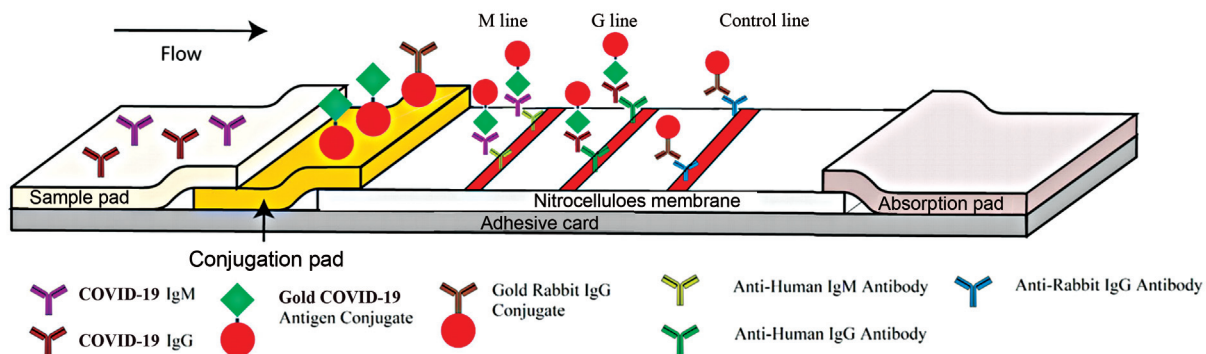 M line
G line
Control line
Flow
Sample pad
Nitrocelluloes membrane
Absorption pad
Adhesive card
Conjugation pad
COVID-19 IgM
COVID-19 IgG
Gold COVID-19
Antigen Conjugate
Gold Rabbit IgG
Conjugate
Anti-Human IgM Antibody
Anti-Human IgG Antibody
Anti-Rabbit IgG Antibody